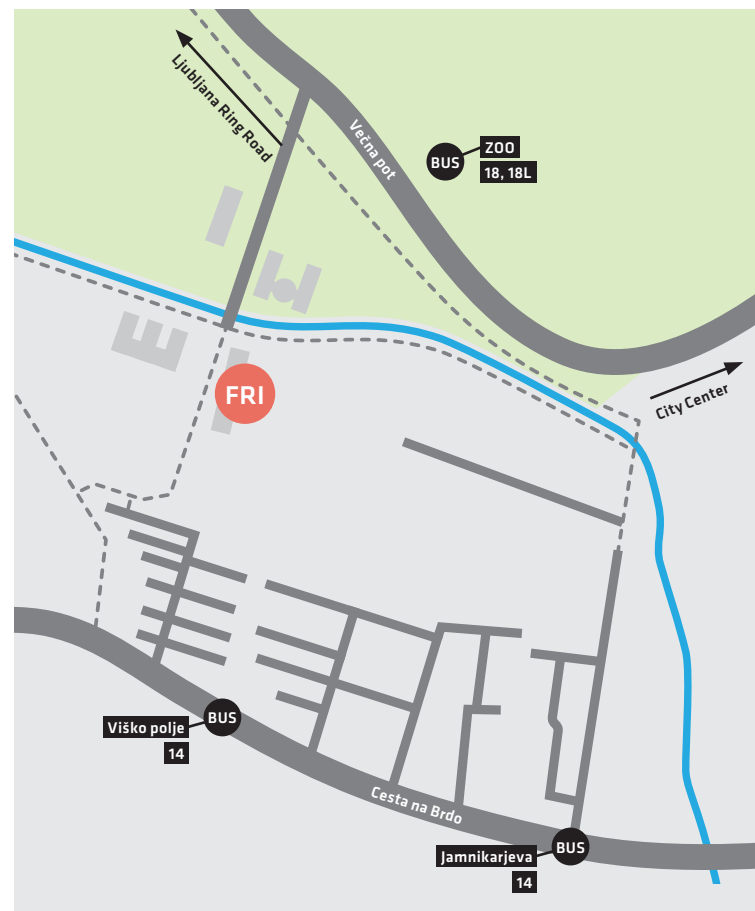 Ljubljana Ring Road
Večna pot
BUS
ZOO
18, 18L
City Center
FRI
BUS
Viško polje
14
Cesta na Brdo
BUS
Jamnikarjeva
14